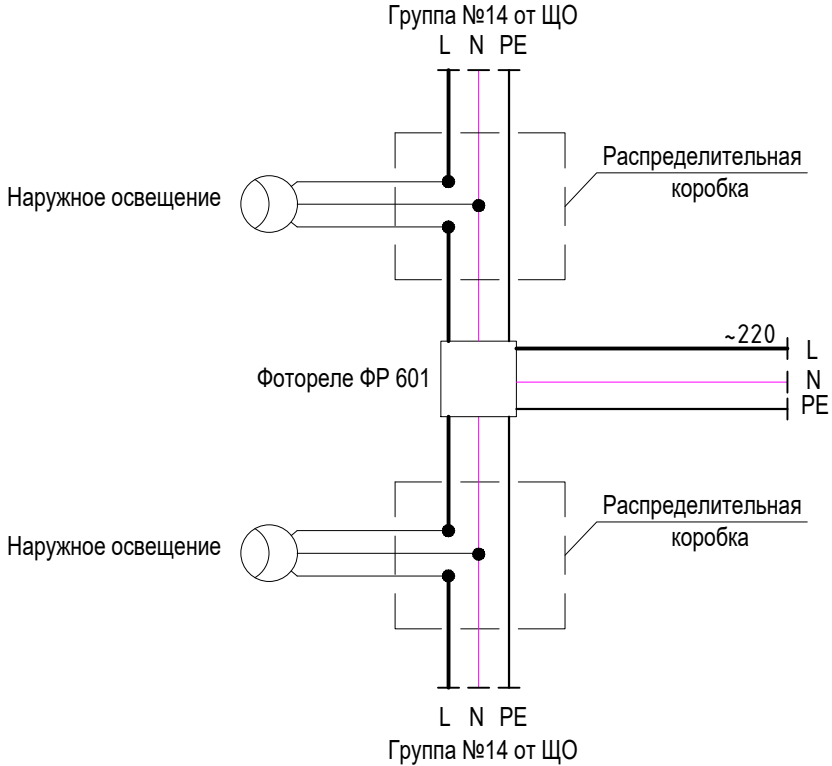 Группа №14 от ЩО
L N PE
Распределительная
коробка
Наружное освещение
~220
L
Фотореле ФР 601
N
PE
Распределительная
коробка
Наружное освещение
L N PE
Группа №14 от ЩО